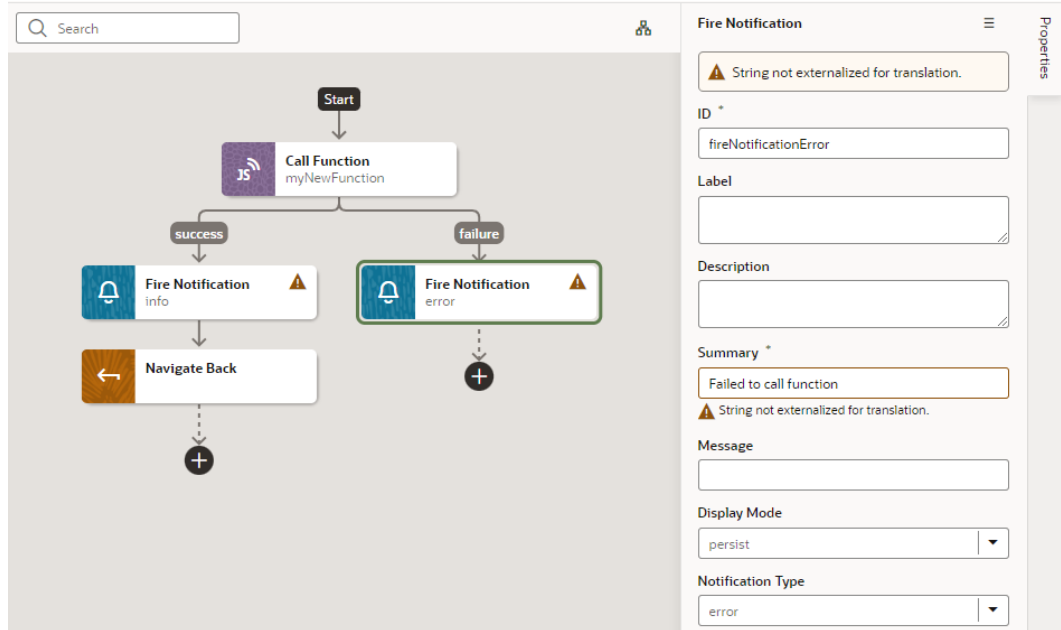 Search
Start
Call Function
myNewFunction
JS
success
failure
Fire Notification
info
Fire Notification
error
Navigate Back
Fire Notification
String not externalized for translation.
ID *
fireNotificationError
Label
Description
Summary *
Failed to call function
String not externalized for translation.
Message
Display Mode
persist
Notification Type
error
Properties